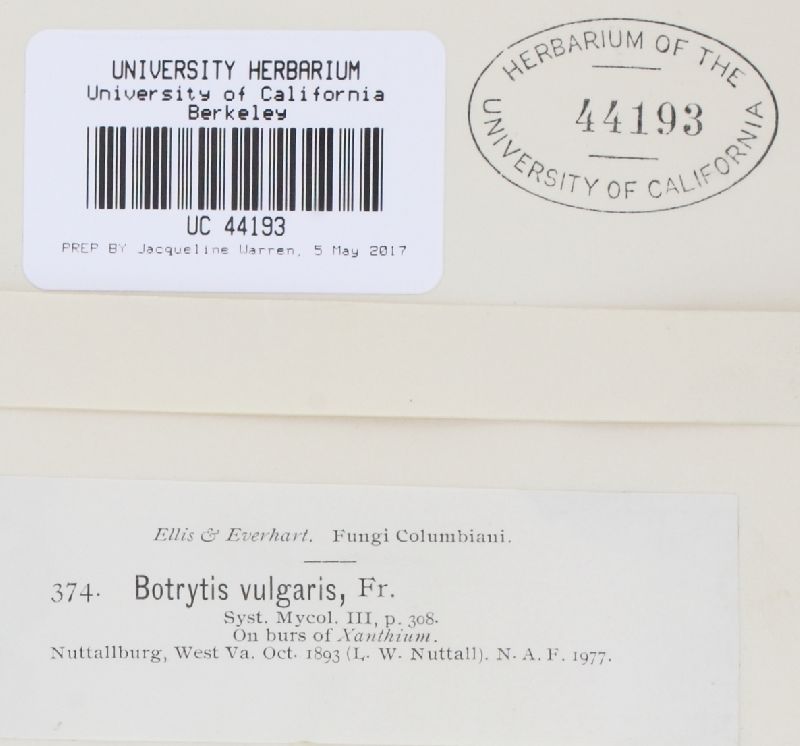 UNIVERSITY HERBARIUM
University of California
Berkeley
UC 44193
PREP BY Jacqueline Warren, 5 May 2017
HERBARIUM OF THE
44193
UNIVERSITY OF CALIFORNIA
Ellis & Everhart. Fungi Columbiani.
374. Botrytis vulgaris, Fr.
Syst. Mycol. III, p. 308.
On burs of Xanthium.
Nuttallburg, West Va. Oct. 1893 (L. W. Nuttall). N. A. F. 1977.